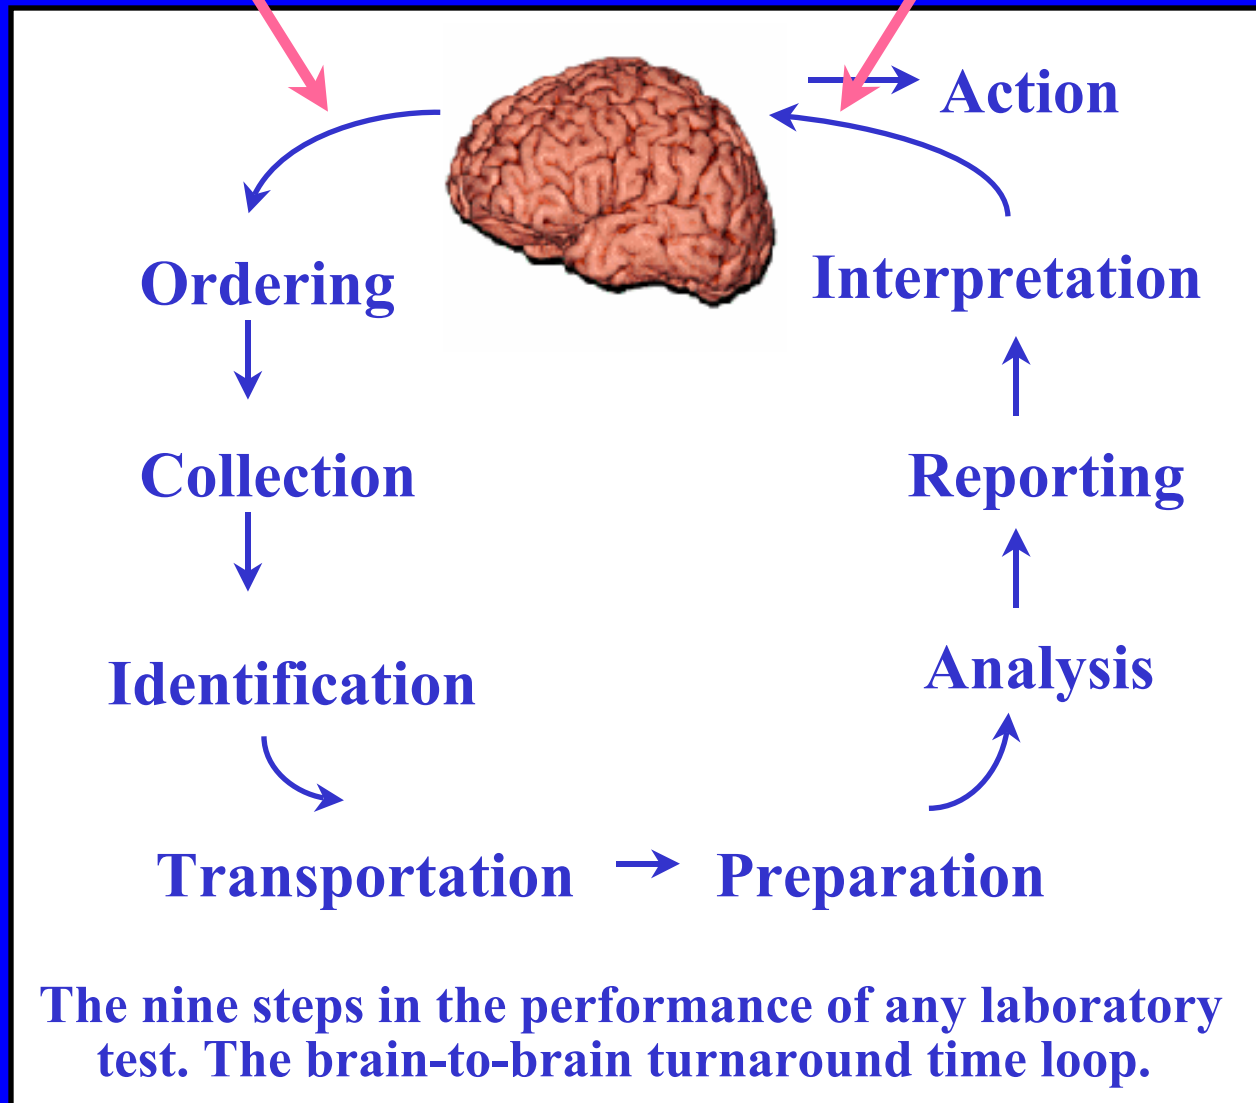 Action
Ordering
Interpretation
Collection
Reporting
Identification
Analysis
Transportation
Preparation
The nine steps in the performance of any laboratory
test. The brain-to-brain turnaround time loop.